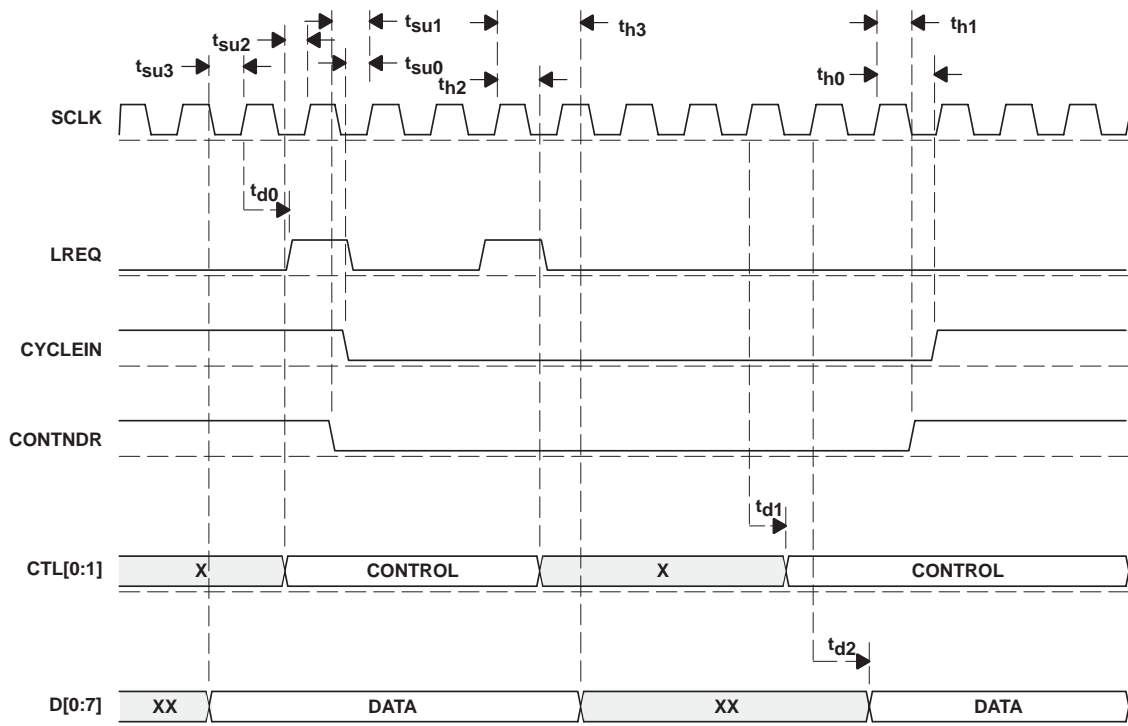 tsu1
th3
th1
tsu2
tsu3
tsu0
th2
th0
SCLK
td0
LREQ
CYCLEIN
CONTNDR
td1
CTL[0:1] X CONTROL X CONTROL
td2
D[0:7] XX DATA XX DATA